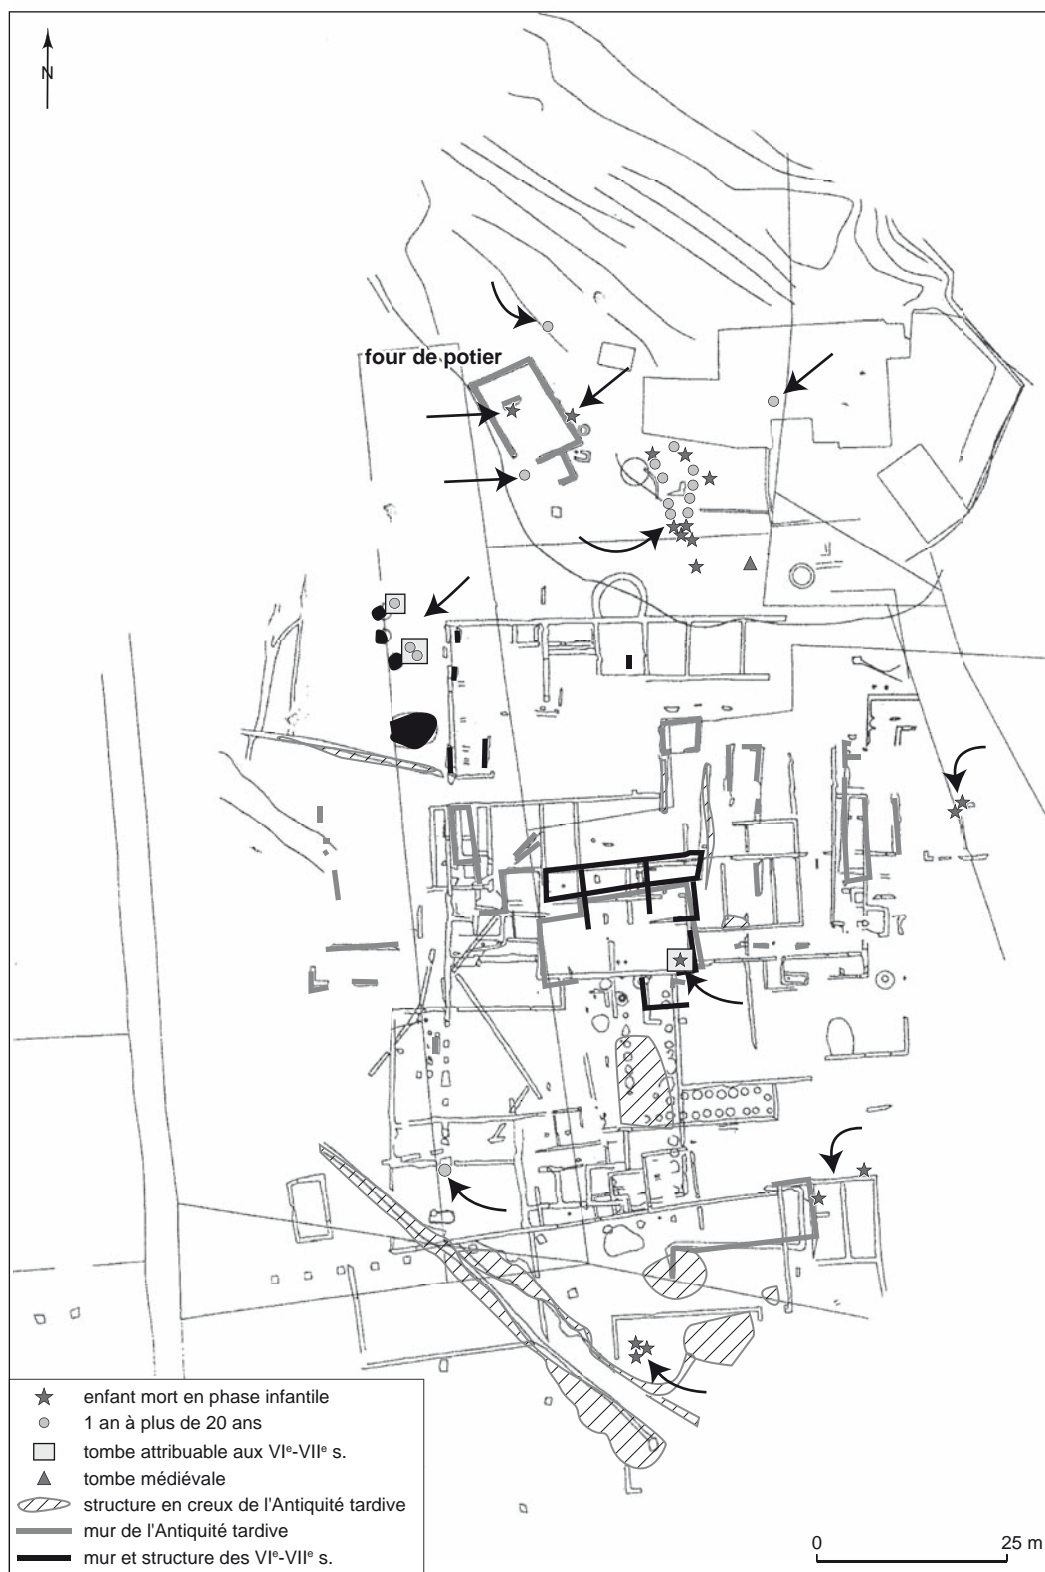 N
four de potier
enfant mort en phase infantile
1 an à plus de 20 ans
tombe attribuable aux VIe-VIIe s.
tombe médiévale
structure en creux de l'Antiquité tardive
mur de l'Antiquité tardive
mur et structure des VIe-VIIe s.
0 25 m